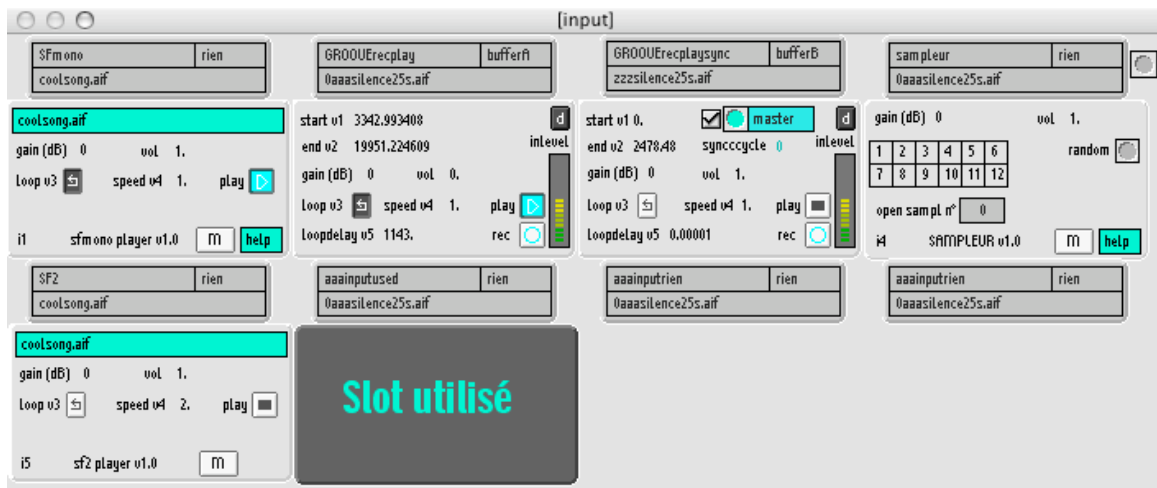 [input]
SFmono rien
coolsong.aif
GROOVErecplay bufferA
0aaasilence25s.aif
GROOVErecplaysync bufferB
zzzsilence25s.aif
sampleur rien
0aaasilence25s.aif
coolsong.aif
gain (dB) 0 vol 1.
loop v3 speed v4 1. play
i1 sfmono player v1.0 m help
start v1 3342.993408 d
end v2 19951.224609 inlevel
gain (dB) 0 vol 0.
loop v3 speed v4 1. play
loopdelay v5 1143. rec
start v1 0. master d
end v2 2478.48 syncccycle 0 inlevel
gain (dB) 0 vol 1.
loop v3 speed v4 1. play
loopdelay v5 0.00001 rec
gain (dB) 0 vol 1.
1 2 3 4 5 6 random
7 8 9 10 11 12
open sampl n° 0
i4 SAMPLEUR v1.0 m help
SF2 rien
coolsong.aif
aaainputused rien
0aaasilence25s.aif
aaainputrien rien
0aaasilence25s.aif
aaainputrien rien
0aaasilence25s.aif
coolsong.aif
gain (dB) 0 vol 1.
loop v3 speed v4 2. play
i5 sf2 player v1.0 m
Slot utilisé